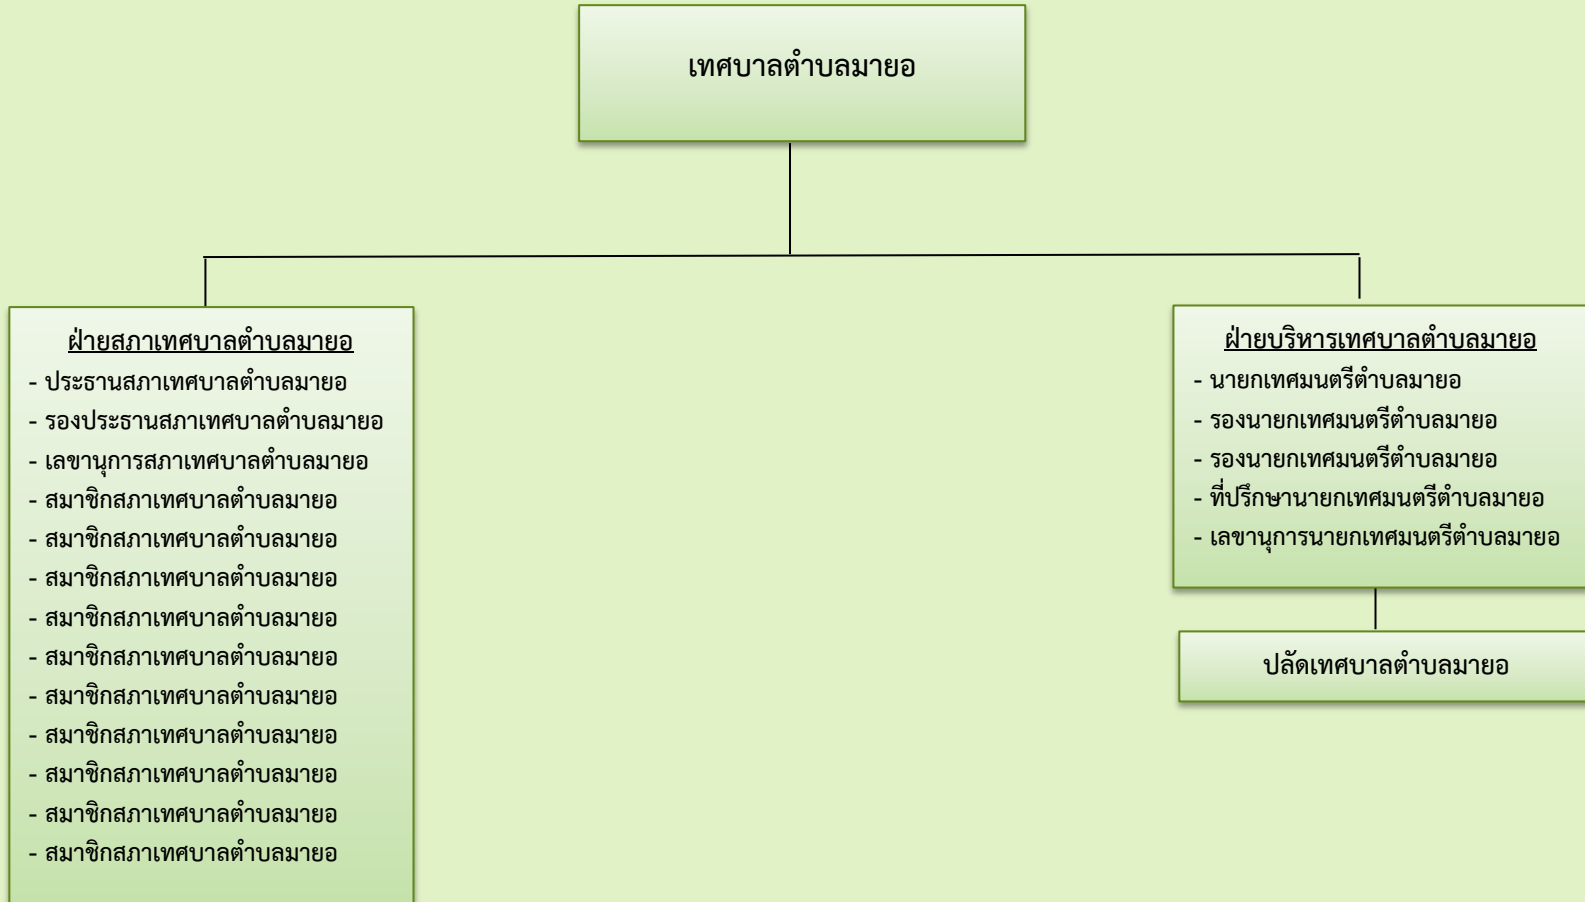 เทศบาลตำบลมายอ
ฝ่ายสภาเทศบาลตำบลมายอ
- ประธานสภาเทศบาลตำบลมายอ
- รองประธานสภาเทศบาลตำบลมายอ
- เลขานุการสภาเทศบาลตำบลมายอ
- สมาชิกสภาเทศบาลตำบลมายอ
- สมาชิกสภาเทศบาลตำบลมายอ
- สมาชิกสภาเทศบาลตำบลมายอ
- สมาชิกสภาเทศบาลตำบลมายอ
- สมาชิกสภาเทศบาลตำบลมายอ
- สมาชิกสภาเทศบาลตำบลมายอ
- สมาชิกสภาเทศบาลตำบลมายอ
- สมาชิกสภาเทศบาลตำบลมายอ
- สมาชิกสภาเทศบาลตำบลมายอ
- สมาชิกสภาเทศบาลตำบลมายอ
ฝ่ายบริหารเทศบาลตำบลมายอ
- นายกเทศมนตรีตำบลมายอ
- รองนายกเทศมนตรีตำบลมายอ
- รองนายกเทศมนตรีตำบลมายอ
- ที่ปรึกษานายกเทศมนตรีตำบลมายอ
- เลขานุการนายกเทศมนตรีตำบลมายอ
ปลัดเทศบาลตำบลมายอ